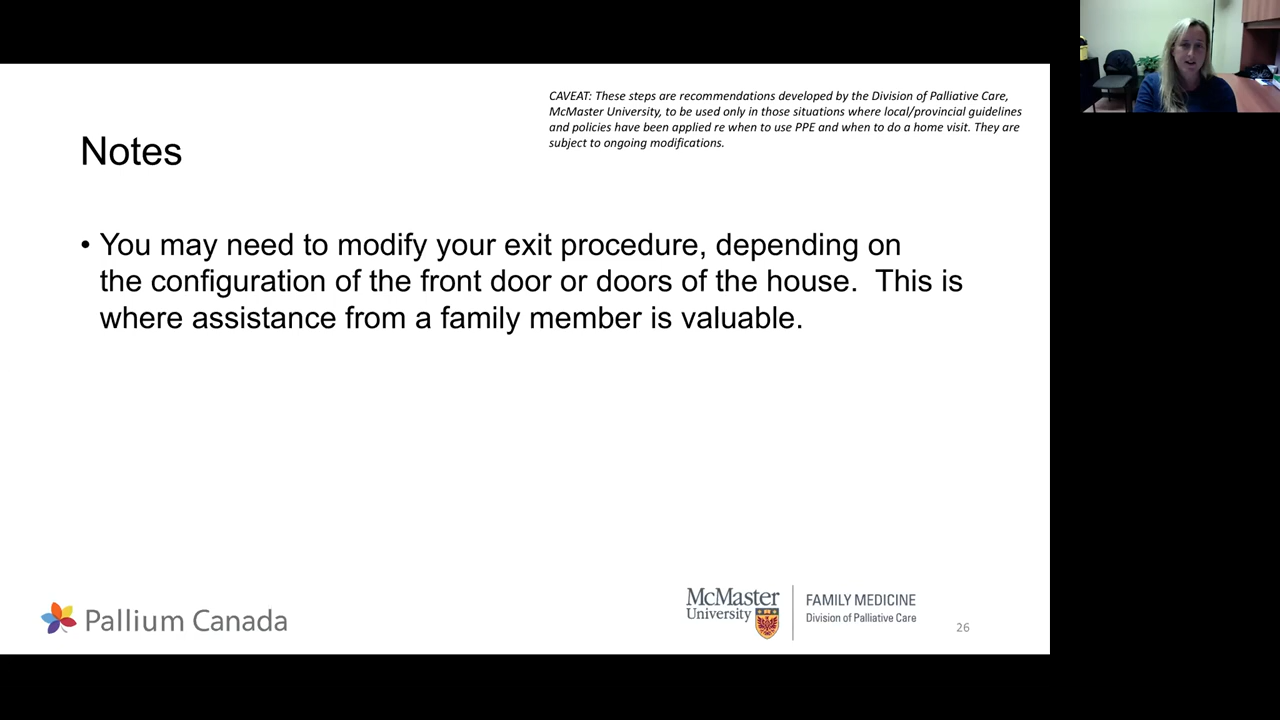 CAVEAT: These steps are recommendations developed by the Division of Palliative Care,
McMaster University, to be used only in those situations where local/provincial guidelines
and policies have been applied re when to use PPE and when to do a home visit. They are
subject to ongoing modifications.
Notes
• You may need to modify your exit procedure, depending on
the configuration of the front door or doors of the house.  This is
where assistance from a family member is valuable.
Pallium Canada
McMaster
University
FAMILY MEDICINE
Division of Palliative Care
26